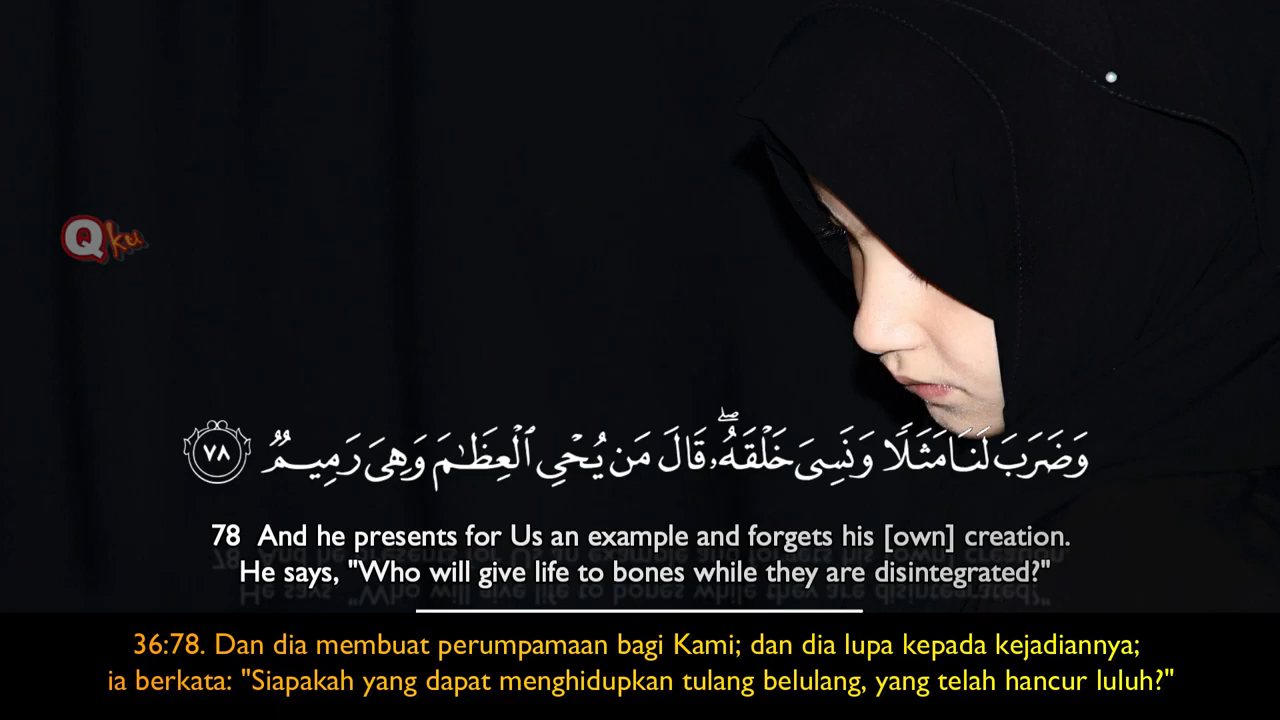 Qku
وَضَرَبَ لَنَا مَثَلًا وَنَسِىَ خَلْقَهُۥ ۖ قَالَ مَن يُحْىِ ٱلْعِظَـٰمَ وَهِىَ رَمِيمٌ ٧٨
78 And he presents for Us an example and forgets his [own] creation.
He says, "Who will give life to bones while they are disintegrated?"
36:78. Dan dia membuat perumpamaan bagi Kami; dan dia lupa kepada kejadiannya;
ia berkata: "Siapakah yang dapat menghidupkan tulang belulang, yang telah hancur luluh?"